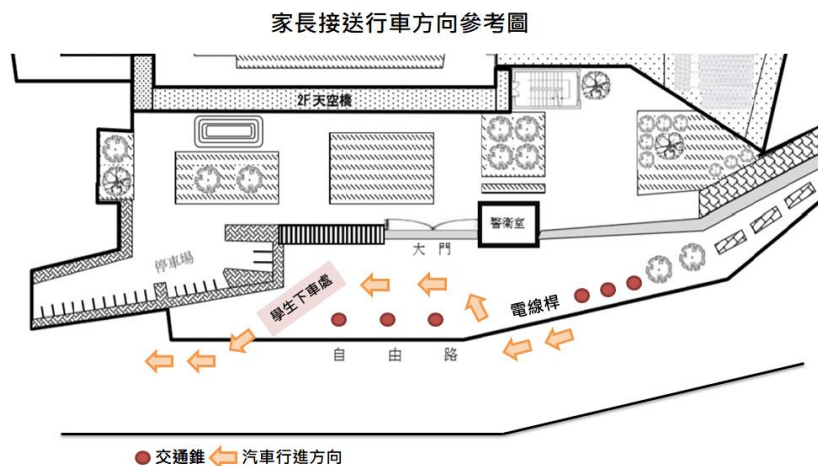 家長接送行車方向參考圖
2F天空橋
警衛室
大門
停車場
學生下車處
電線桿
自由路
交通錐
汽車行進方向